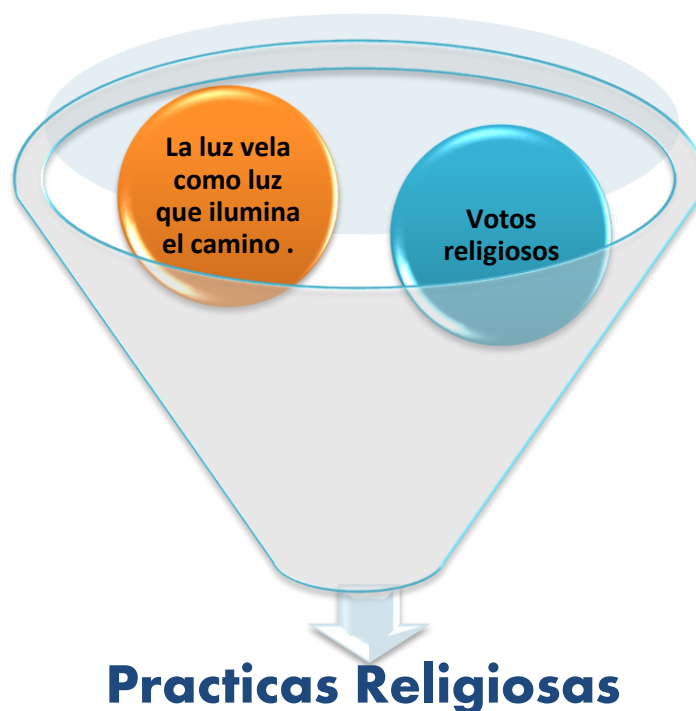 La luz vela
como luz
que ilumina
el camino .
Votos
religiosos
Practicas Religiosas